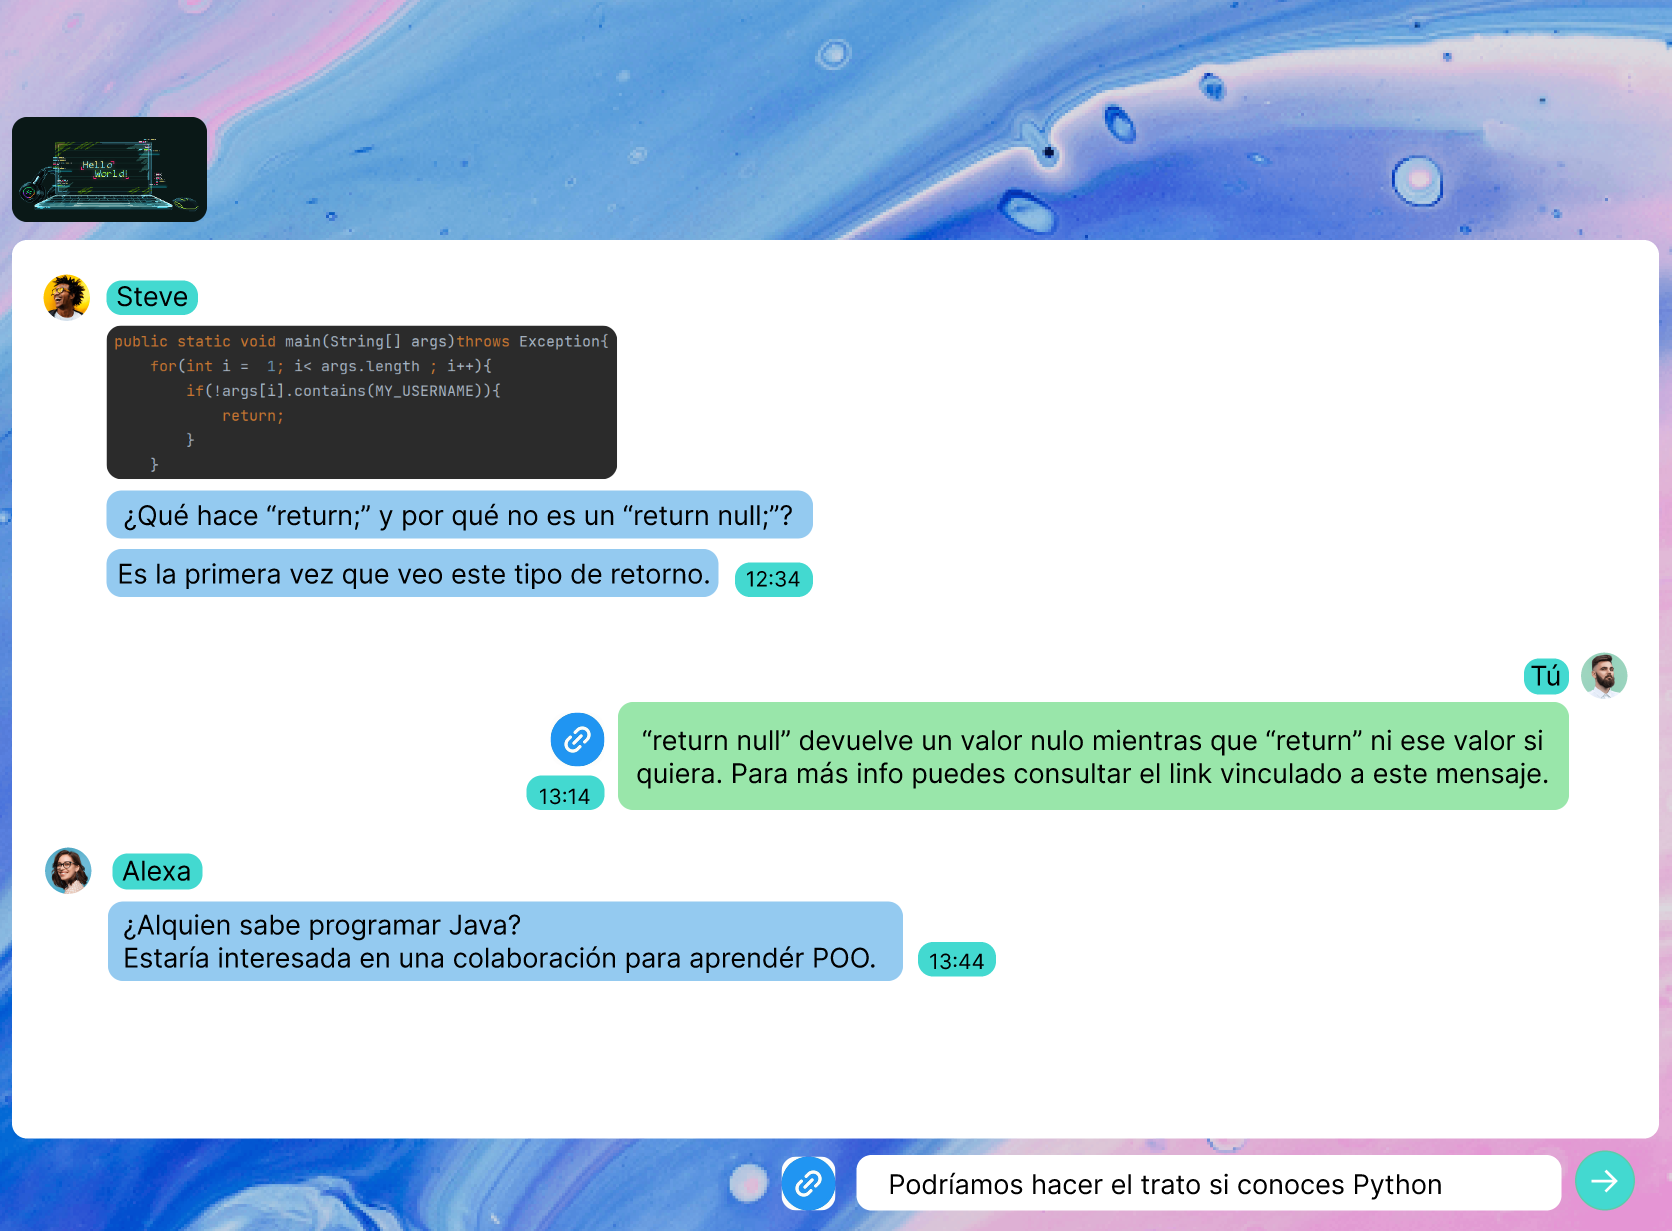 Hello
World!
Steve
public static void main(String[] args)throws Exception{
for(int i =  1; i< args.length ; i++){
if(!args[i].contains(MY_USERNAME)){
return;
}
}
¿Qué hace “return;” y por qué no es un “return null;”?
Es la primera vez que veo este tipo de retorno.
12:34
Tú
“return null” devuelve un valor nulo mientras que “return” ni ese valor si
quiera. Para más info puedes consultar el link vinculado a este mensaje.
13:14
Alexa
¿Alquien sabe programar Java?
Estaría interesada en una colaboración para aprendér POO.
13:44
Podríamos hacer el trato si conoces Python